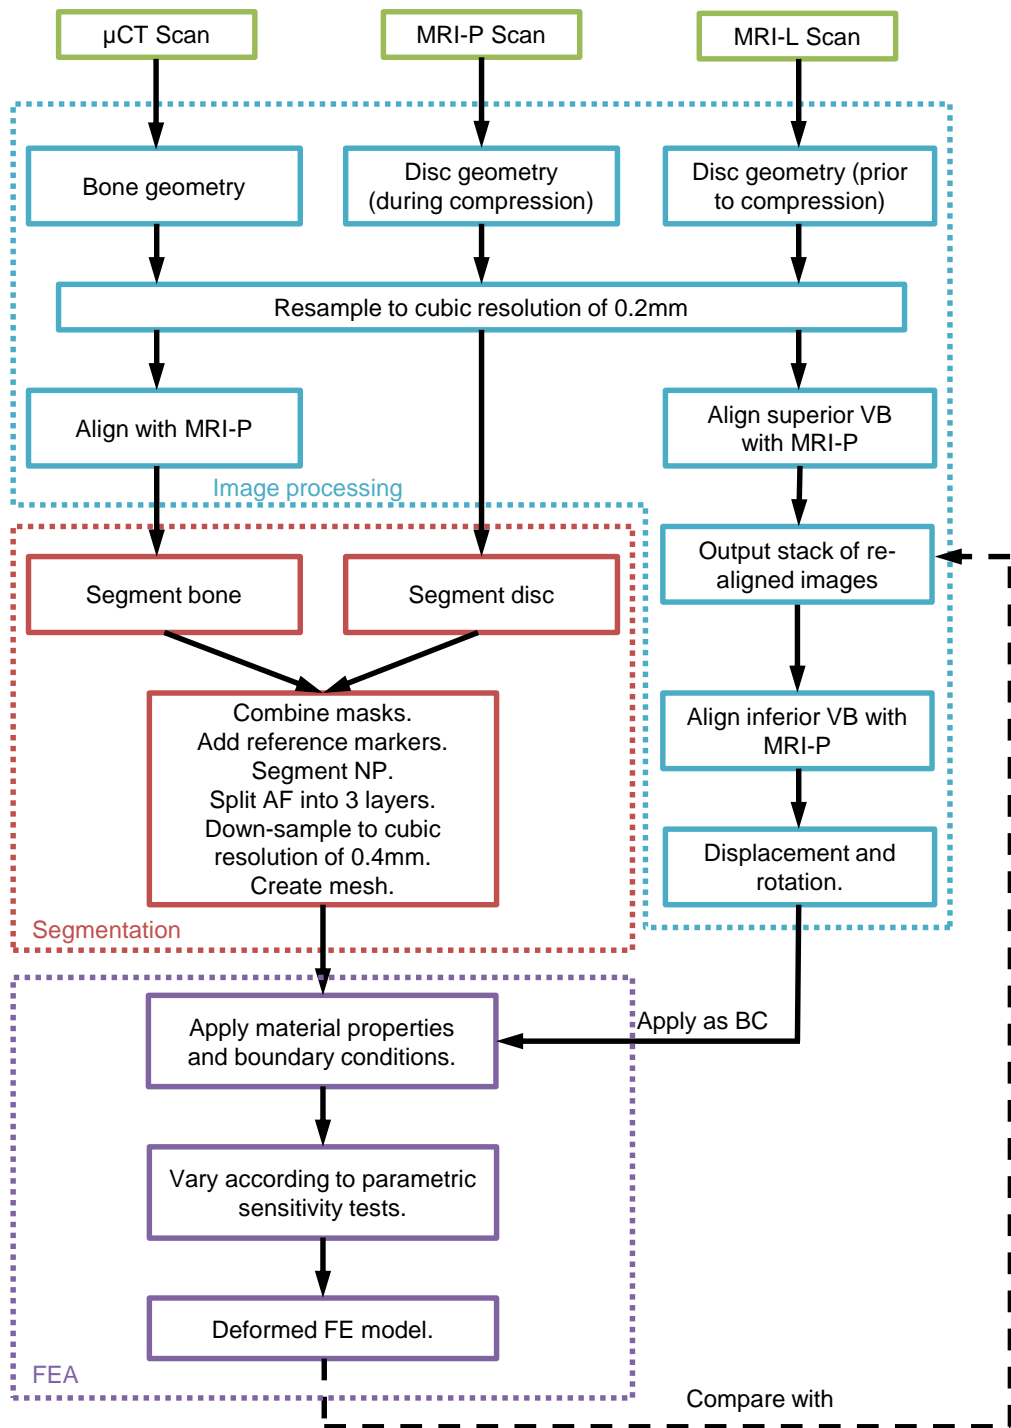 µCT Scan
MRI-P Scan
MRI-L Scan
Bone geometry
Disc geometry
(during compression)
Disc geometry (prior
to compression)
Resample to cubic resolution of 0.2mm
Align with MRI-P
Align superior VB
with MRI-P
Image processing
Segment bone
Segment disc
Output stack of re-
aligned images
Combine masks.
Add reference markers.
Segment NP.
Split AF into 3 layers.
Down-sample to cubic
resolution of 0.4mm.
Create mesh.
Align inferior VB with
MRI-P
Displacement and
rotation.
Segmentation
Apply material properties
and boundary conditions.
Apply as BC
Vary according to parametric
sensitivity tests.
Deformed FE model.
FEA
Compare with